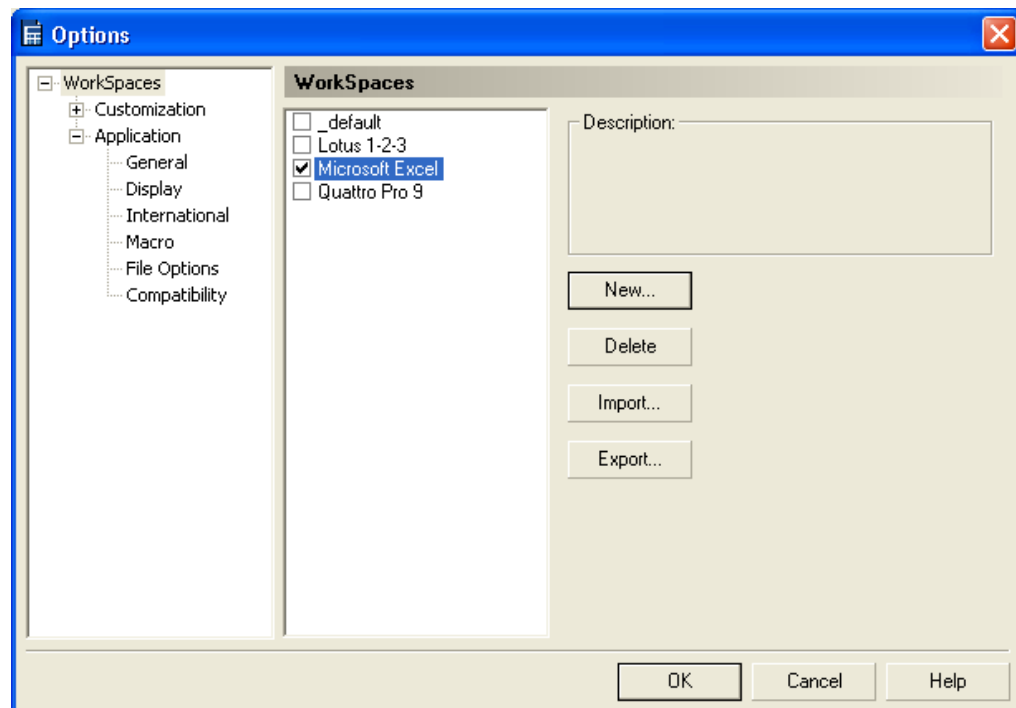 Options
WorkSpaces
Customization
Application
General
Display
International
Macro
File Options
Compatibility
WorkSpaces
_default
Lotus 1-2-3
Microsoft Excel
Quattro Pro 9
Description:
New...
Delete
Import...
Export...
OK
Cancel
Help